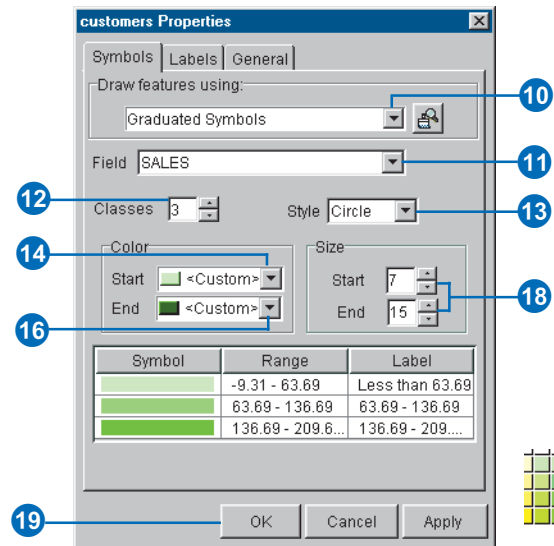 customers Properties
Symbols Labels General
Draw features using:
10
Graduated Symbols
Field SALES
11
12
Classes 3 Style Circle
13
Color Size
14
Start <Custom> Start 7
18
End <Custom> End 15
16
Symbol Range Label
-9.31 - 63.69 Less than 63.69
63.69 - 136.69 63.69 - 136.69
136.69 - 209.6... 136.69 - 209....
19
OK Cancel Apply